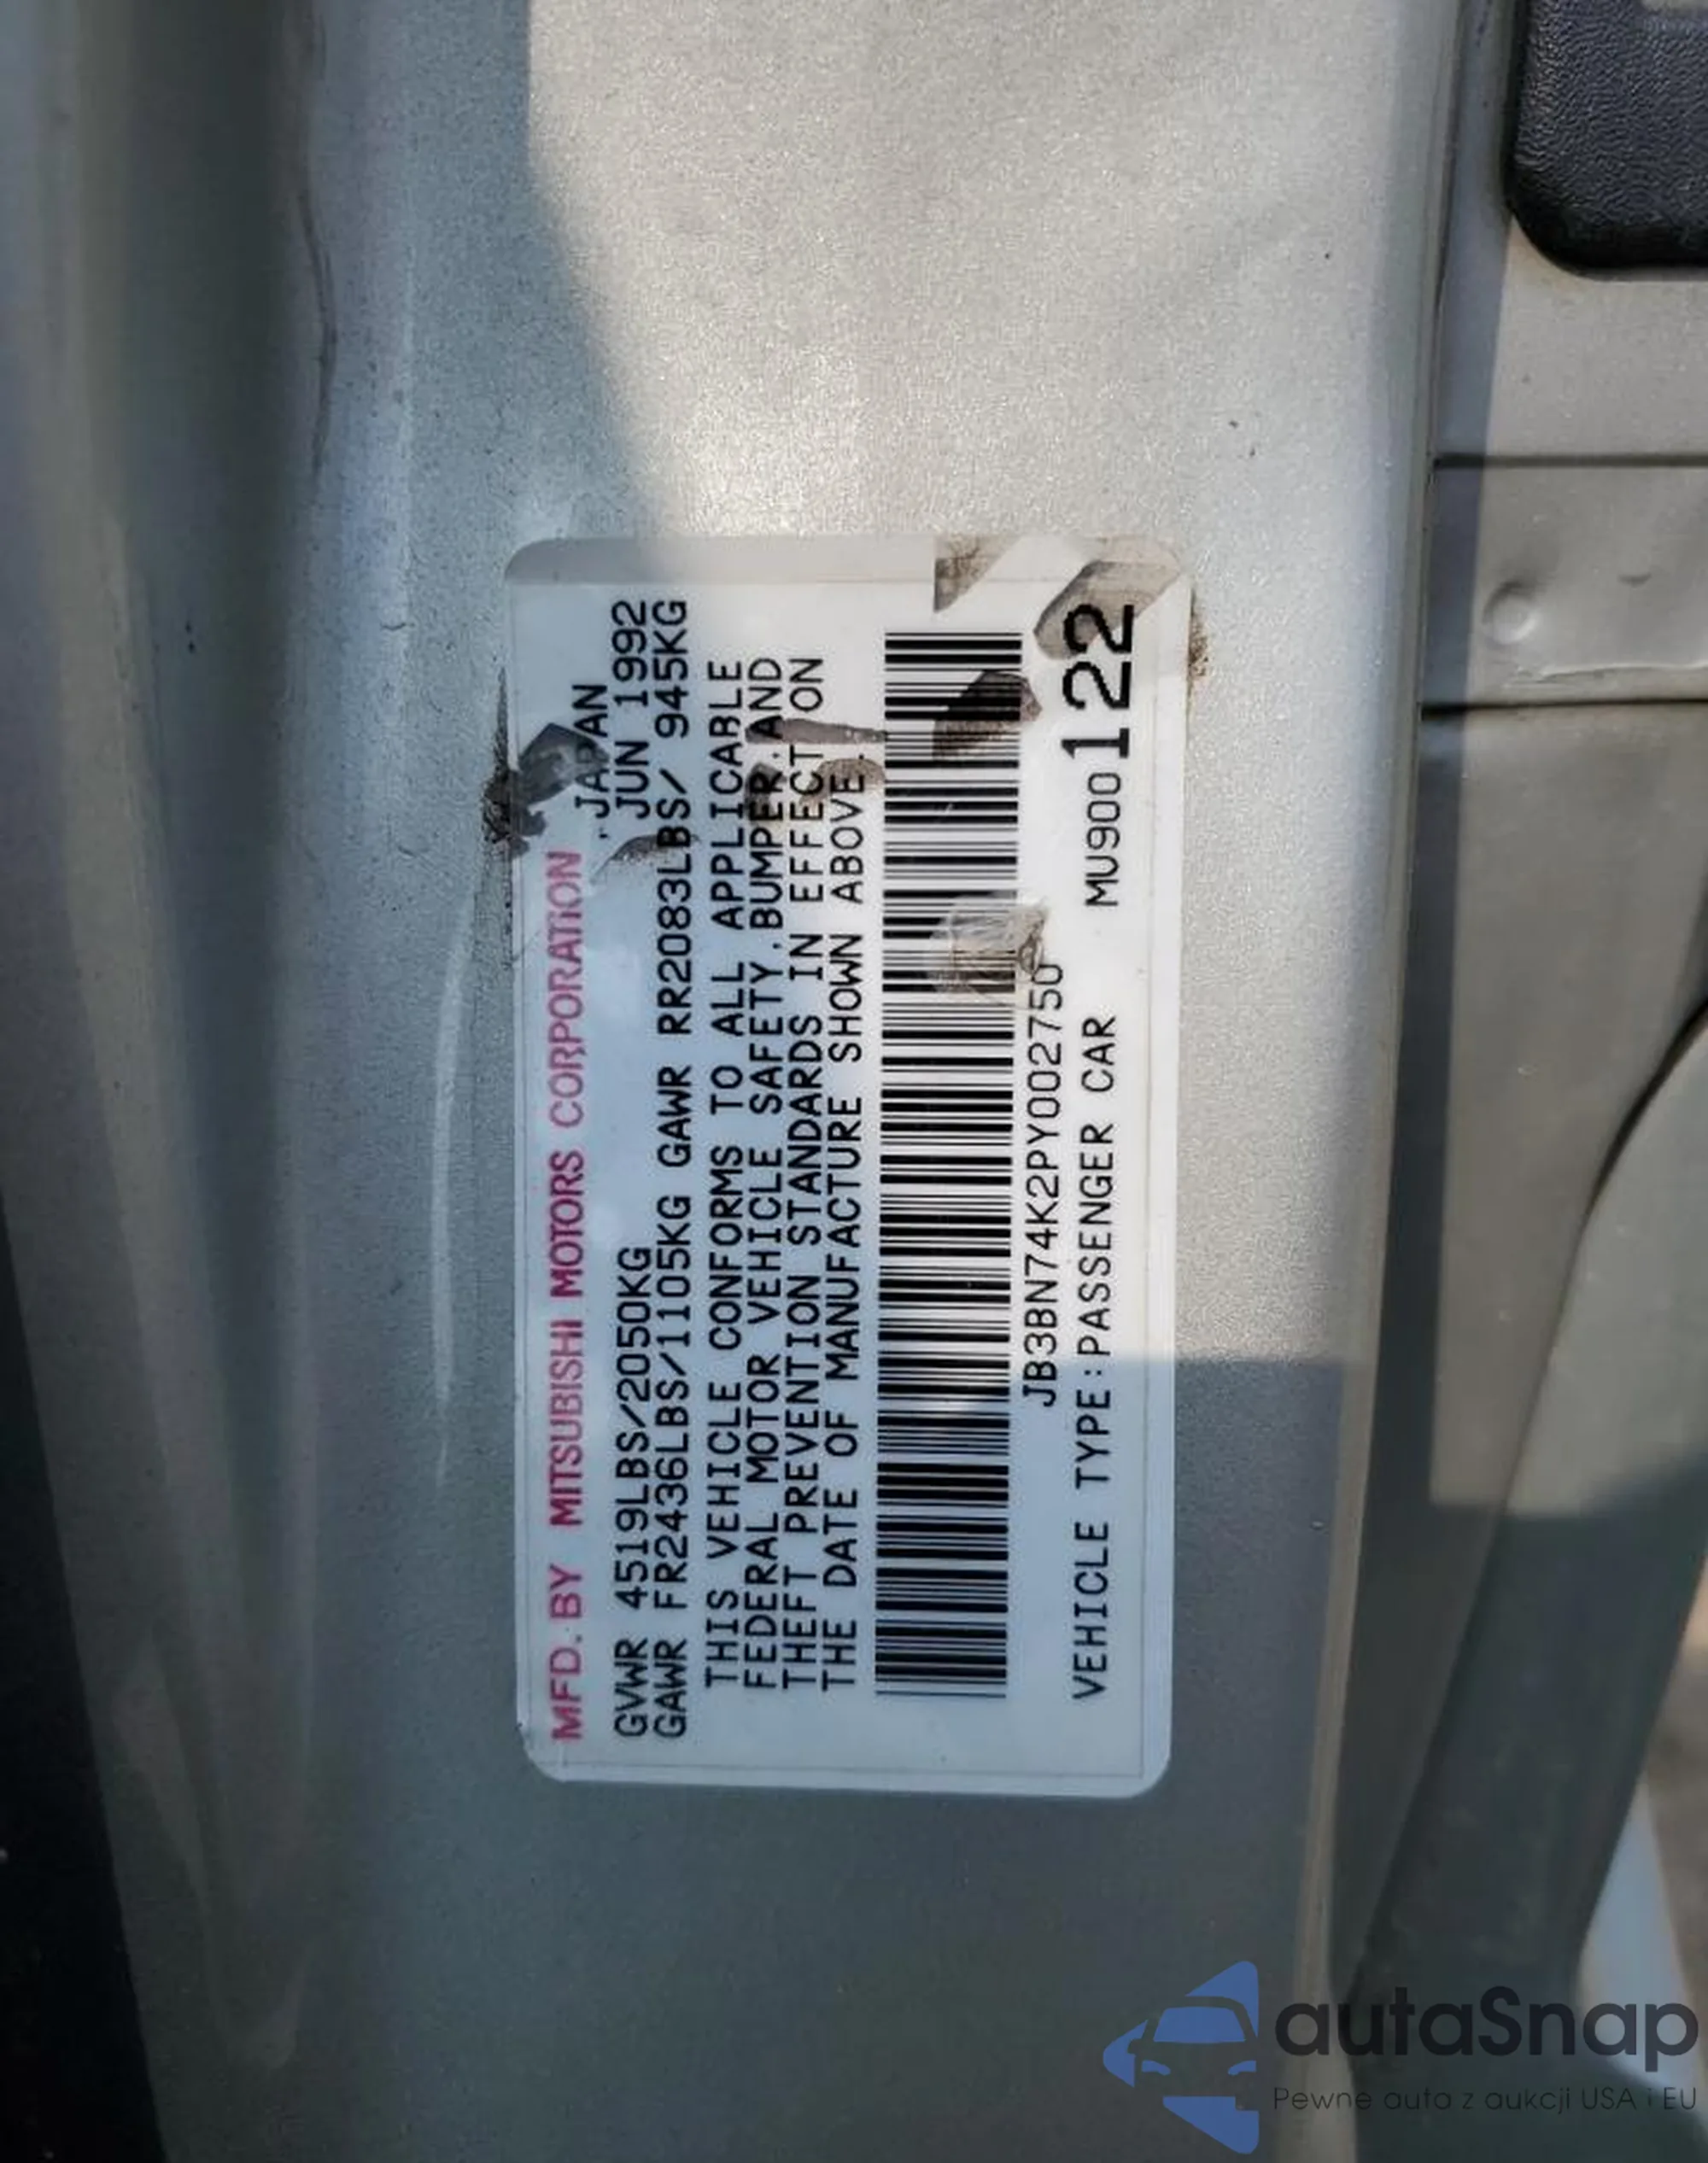 MFD. BY MITSUBISHI MOTORS CORPORATION
JAPAN
GVWR 4519LBS/2050KG JUN 1992
GAWR FR2436LBS/1105KG GAWR RR2083LBS/ 945KG
THIS VEHICLE CONFORMS TO ALL APPLICABLE
FEDERAL MOTOR VEHICLE SAFETY,BUMPER,AND
THEFT PREVENTION STANDARDS IN EFFECT ON
THE DATE OF MANUFACTURE SHOWN ABOVE.
JB3BN74K2PY002750
VEHICLE TYPE:PASSENGER CAR MU900122
autaSnap
Pewne auta z aukcji USA i EU